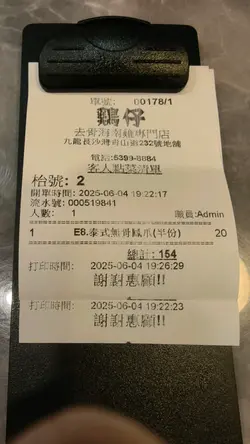 單號: 00178/1
鷄仔
去骨海南雞專門店
九龍長沙灣青山道232號地舖
電話:5399-8884
客人點菜清單
枱號: 2
開單時間: 2025-06-04 19:22:17
流水號: 000519841
人數: 1 職員:Admin
1 E8.泰式無骨鳳爪(半份) 20
總計: 154
打印時間: 2025-06-04 19:26:29
謝謝惠顧!!
打印時間: 2025-06-04 19:22:23
謝謝惠顧!!